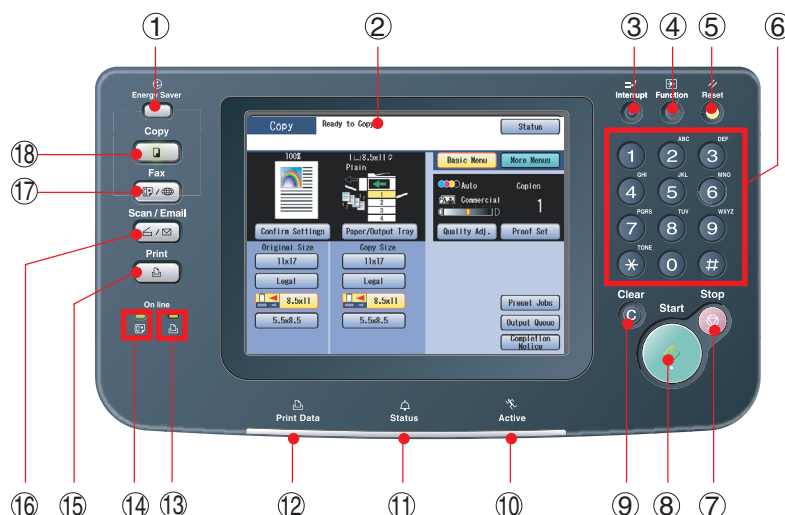 ① ② ③ ④ ⑤ ⑥
Energy Saver
Interrupt Function Reset
Copy
Fax
Scan / Email
Print
On line
Copy Ready to Copy Status
100% 1 8.5x11
Plain
Basic Menu More Menus
Auto Copies
Commercial 1
1
2
3
4
Confirm Settings Paper/Output Tray Quality Adj. Proof Set
Original Size Copy Size
11x17 11x17
Legal Legal
8.5x11 8.5x11
5.5x8.5 5.5x8.5
Preset Jobs
Output Queue
Completion
Notice
ABC DEF
1 2 3
GHI JKL MNO
4 5 6
PQRS TUV WXYZ
7 8 9
TONE
* 0 #
Clear Start Stop
C
Print Data Status Active
⑱
⑰
⑯ ⑮ ⑭ ⑬ ⑫ ⑪ ⑩ ⑨ ⑧ ⑦